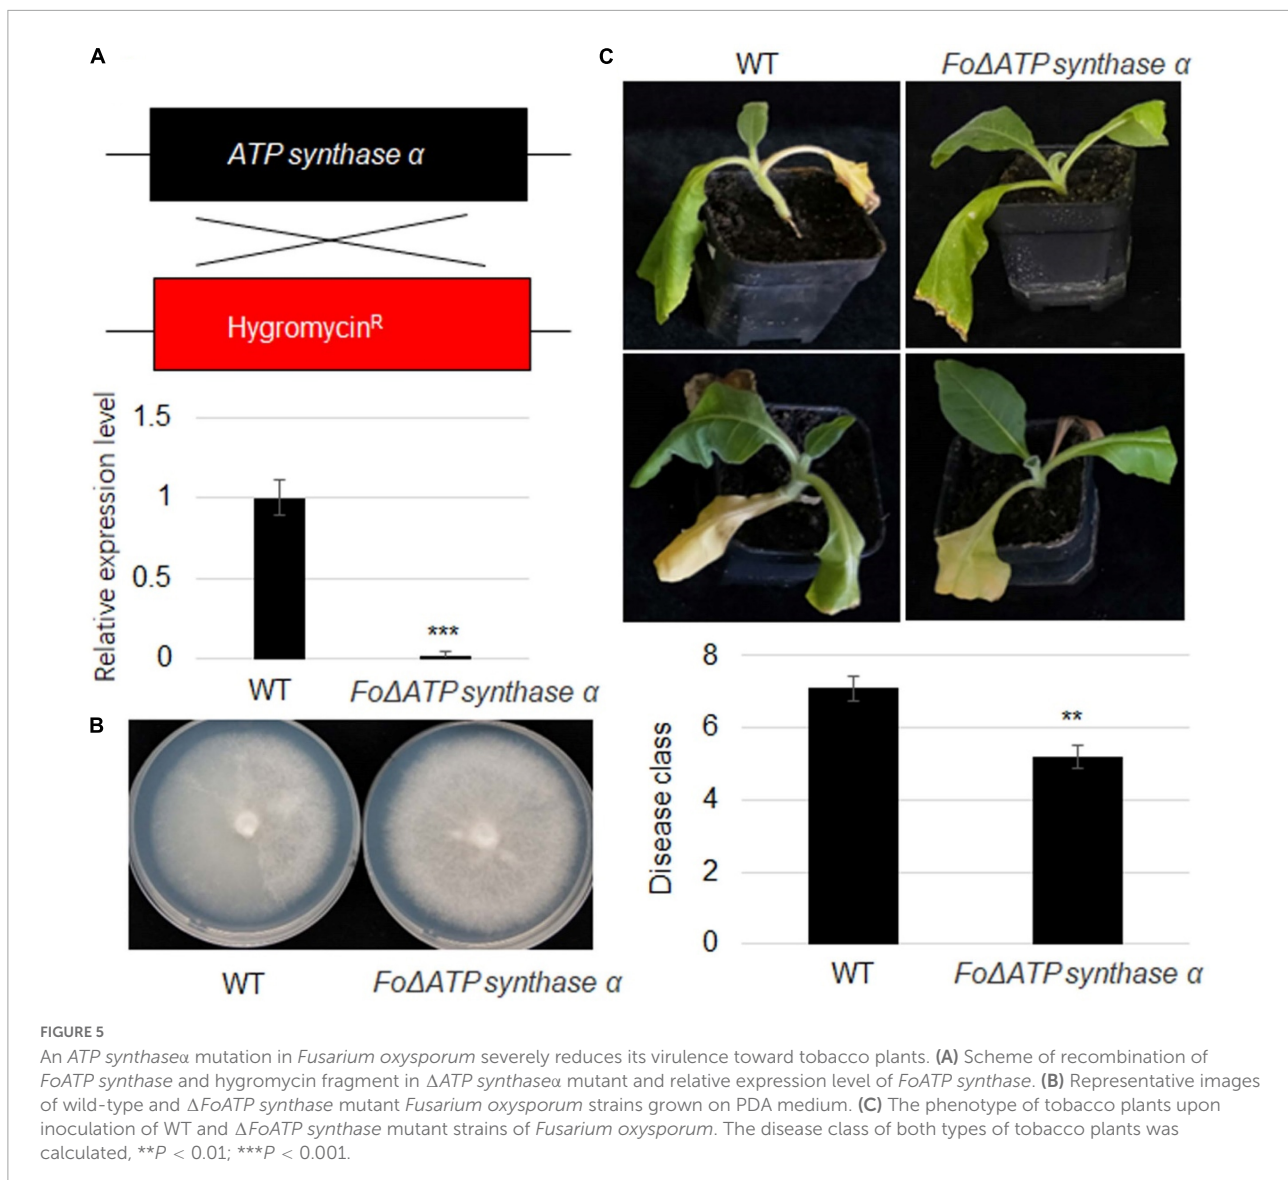 A
ATP synthase α
Hygromycin^R
Relative expression level
1.5
1
0.5
0
***
WT
FoΔATP synthase α
B
WT
FoΔATP synthase α
C
WT
FoΔATP synthase α
Disease class
8
6
4
2
0
**
WT
FoΔATP synthase α
FIGURE 5
An ATP synthaseα mutation in Fusarium oxysporum severely reduces its virulence toward tobacco plants. (A) Scheme of recombination of
FoATP synthase and hygromycin fragment in ΔATP synthaseα mutant and relative expression level of FoATP synthase. (B) Representative images
of wild-type and ΔFoATP synthase mutant Fusarium oxysporum strains grown on PDA medium. (C) The phenotype of tobacco plants upon
inoculation of WT and ΔFoATP synthase mutant strains of Fusarium oxysporum. The disease class of both types of tobacco plants was
calculated, **P < 0.01; ***P < 0.001.